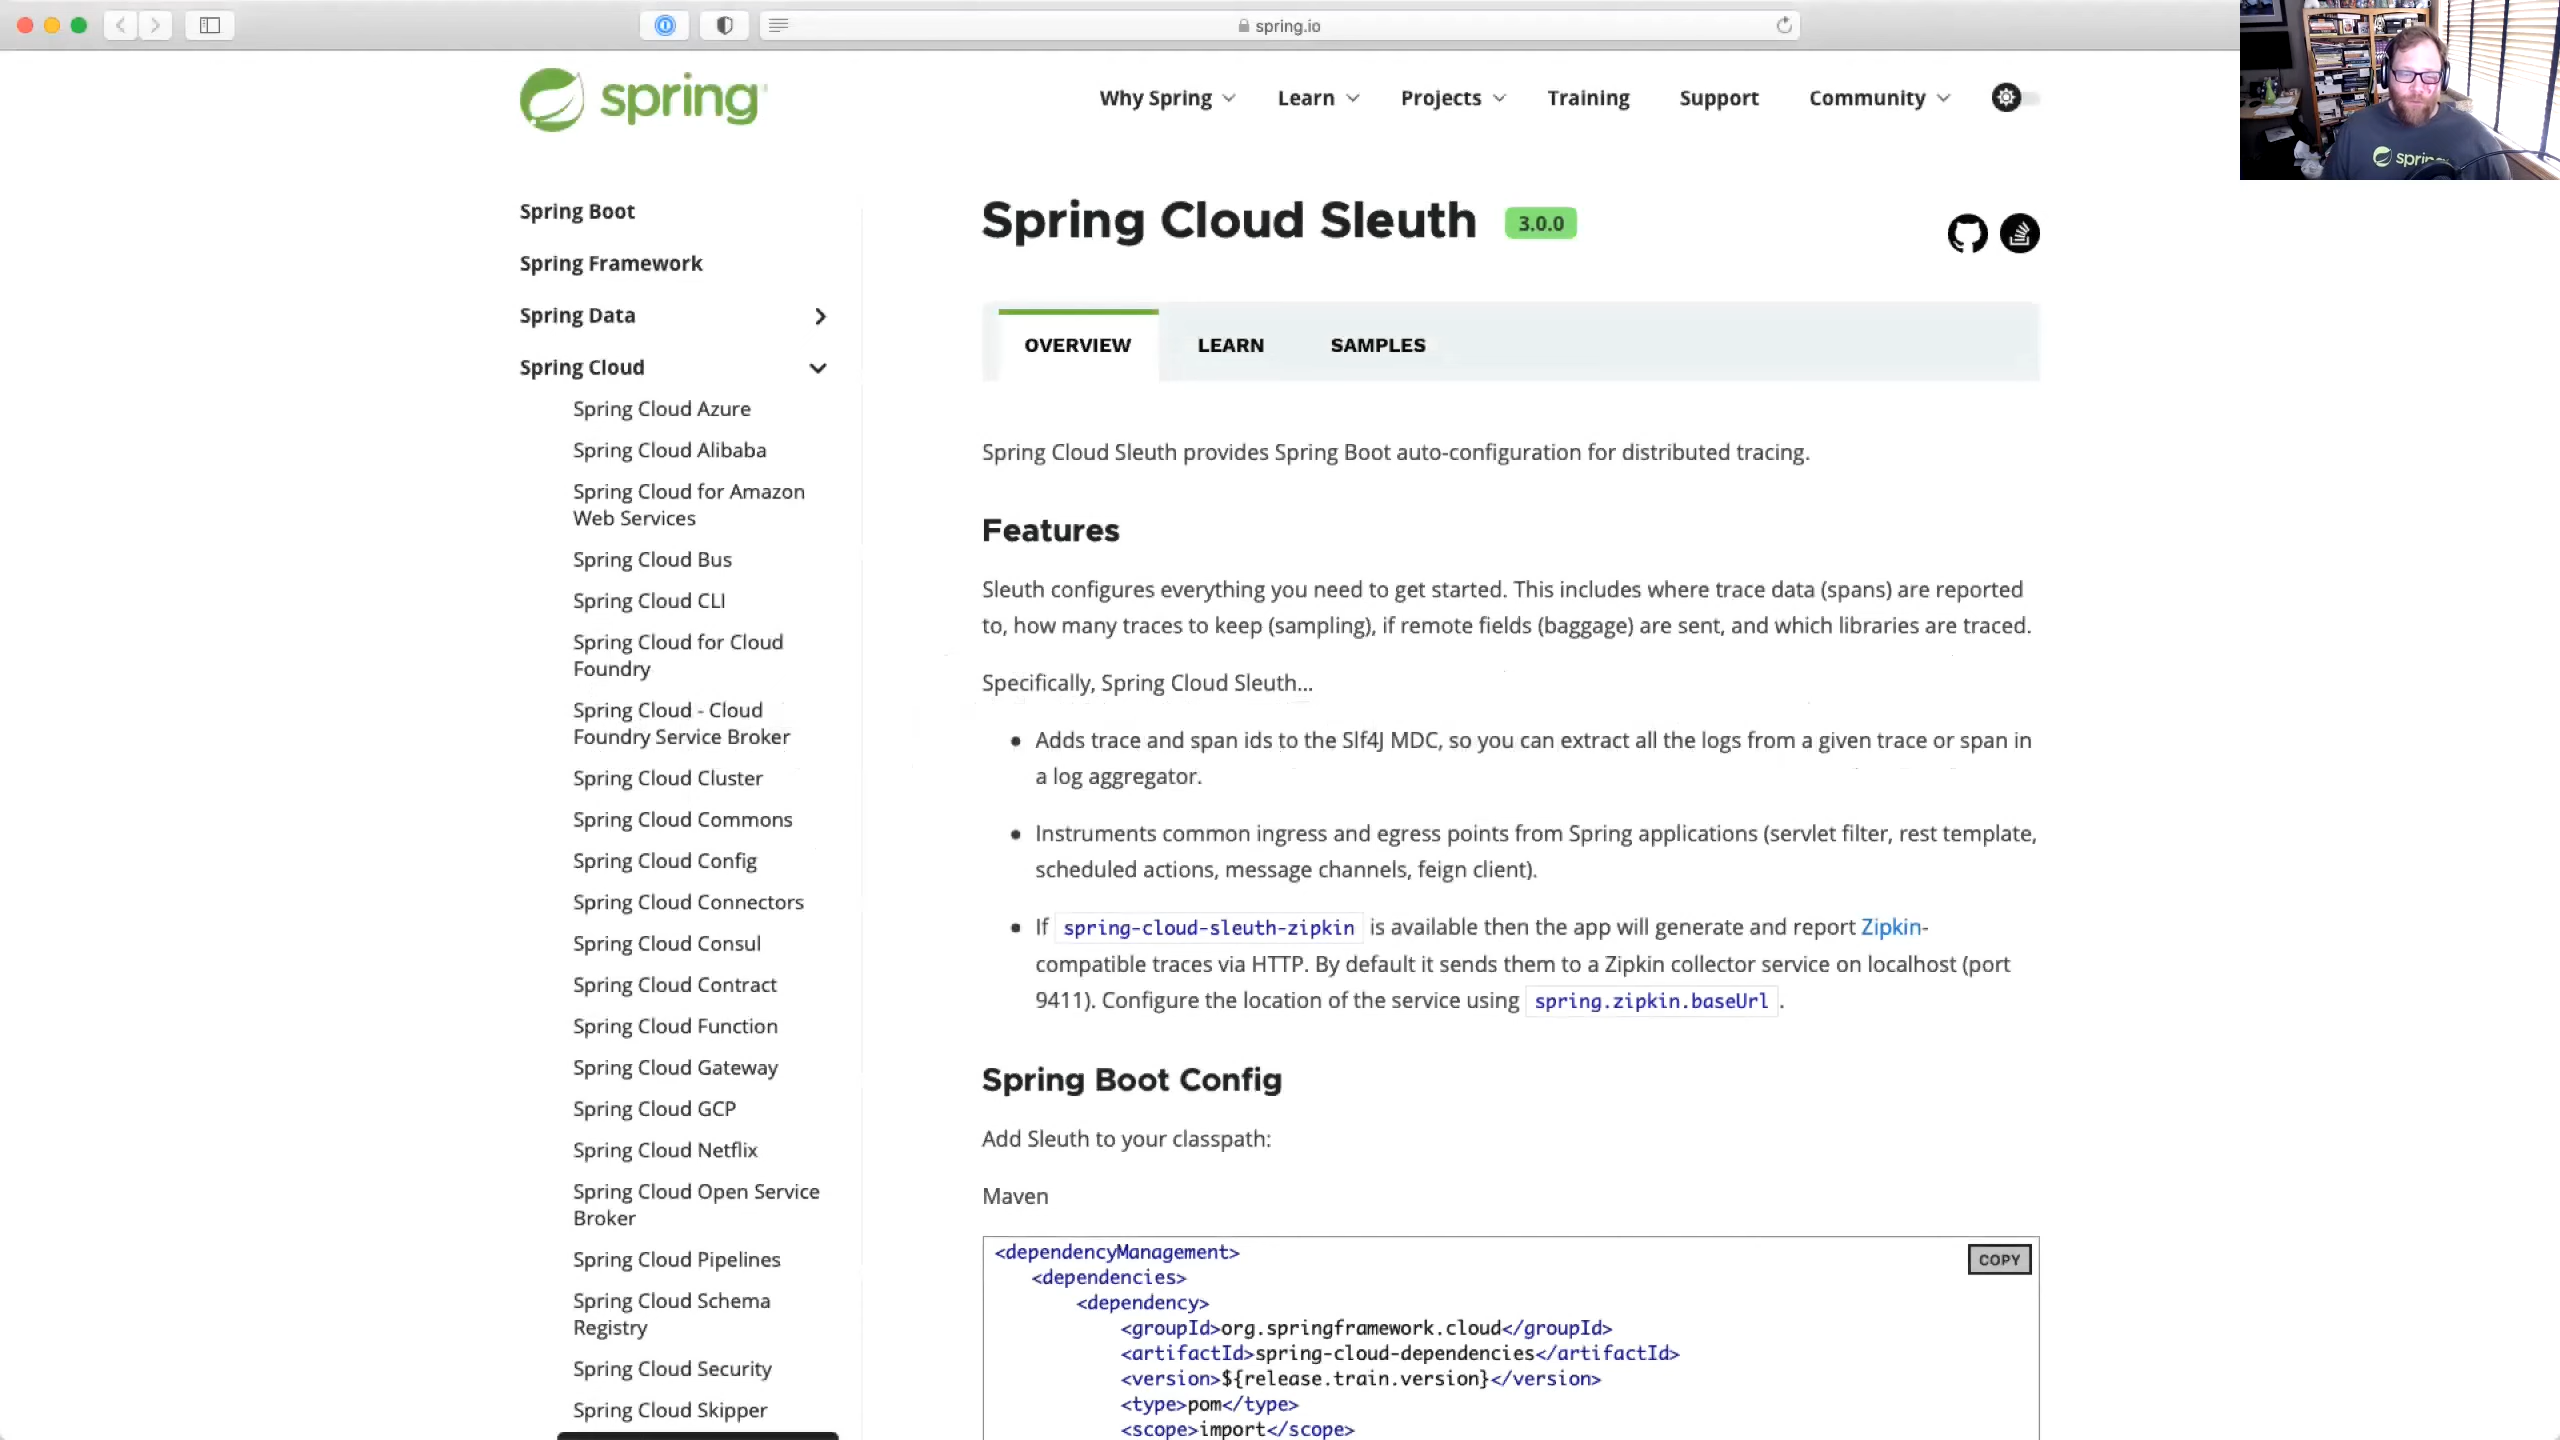 spring.io
spring
Why Spring
Learn
Projects
Training
Support
Community
Spring Boot
Spring Framework
Spring Data
Spring Cloud
Spring Cloud Azure
Spring Cloud Alibaba
Spring Cloud for Amazon
Web Services
Spring Cloud Bus
Spring Cloud CLI
Spring Cloud for Cloud
Foundry
Spring Cloud - Cloud
Foundry Service Broker
Spring Cloud Cluster
Spring Cloud Commons
Spring Cloud Config
Spring Cloud Connectors
Spring Cloud Consul
Spring Cloud Contract
Spring Cloud Function
Spring Cloud Gateway
Spring Cloud GCP
Spring Cloud Netflix
Spring Cloud Open Service
Broker
Spring Cloud Pipelines
Spring Cloud Schema
Registry
Spring Cloud Security
Spring Cloud Skipper
Spring Cloud Sleuth 3.0.0
OVERVIEW
LEARN
SAMPLES
Spring Cloud Sleuth provides Spring Boot auto-configuration for distributed tracing.
Features
Sleuth configures everything you need to get started. This includes where trace data (spans) are reported
to, how many traces to keep (sampling), if remote fields (baggage) are sent, and which libraries are traced.
Specifically, Spring Cloud Sleuth...
Adds trace and span ids to the Slf4J MDC, so you can extract all the logs from a given trace or span in
a log aggregator.
Instruments common ingress and egress points from Spring applications (servlet filter, rest template,
scheduled actions, message channels, feign client).
If spring-cloud-sleuth-zipkin is available then the app will generate and report Zipkin-
compatible traces via HTTP. By default it sends them to a Zipkin collector service on localhost (port
9411). Configure the location of the service using spring.zipkin.baseUrl.
Spring Boot Config
Add Sleuth to your classpath:
Maven
COPY
<dependencyManagement>
<dependencies>
<dependency>
<groupId>org.springframework.cloud</groupId>
<artifactId>spring-cloud-dependencies</artifactId>
<version>${release.train.version}</version>
<type>pom</type>
<scope>import</scope>